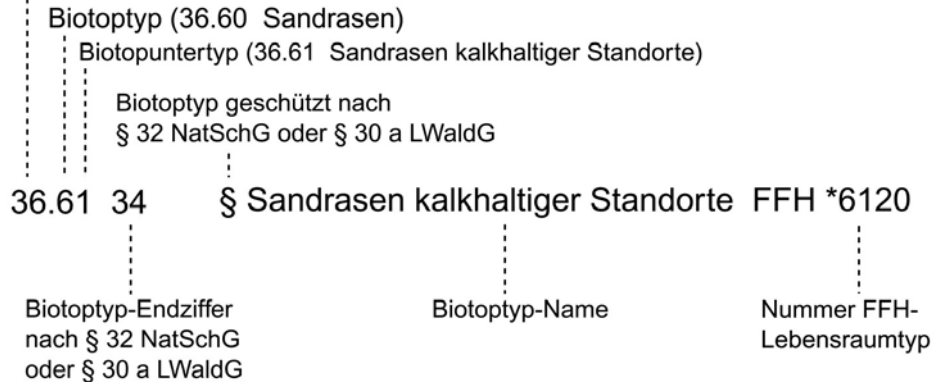 Biotoptyp (36.60 Sandrasen)
Biotopuntertyp (36.61 Sandrasen kalkhaltiger Standorte)
Biotoptyp geschützt nach
§ 32 NatSchG oder § 30 a LWaldG
36.61 34 § Sandrasen kalkhaltiger Standorte FFH *6120
Biotoptyp-Endziffer
nach § 32 NatSchG
oder § 30 a LWaldG
Biotoptyp-Name
Nummer FFH-
Lebensraumtyp